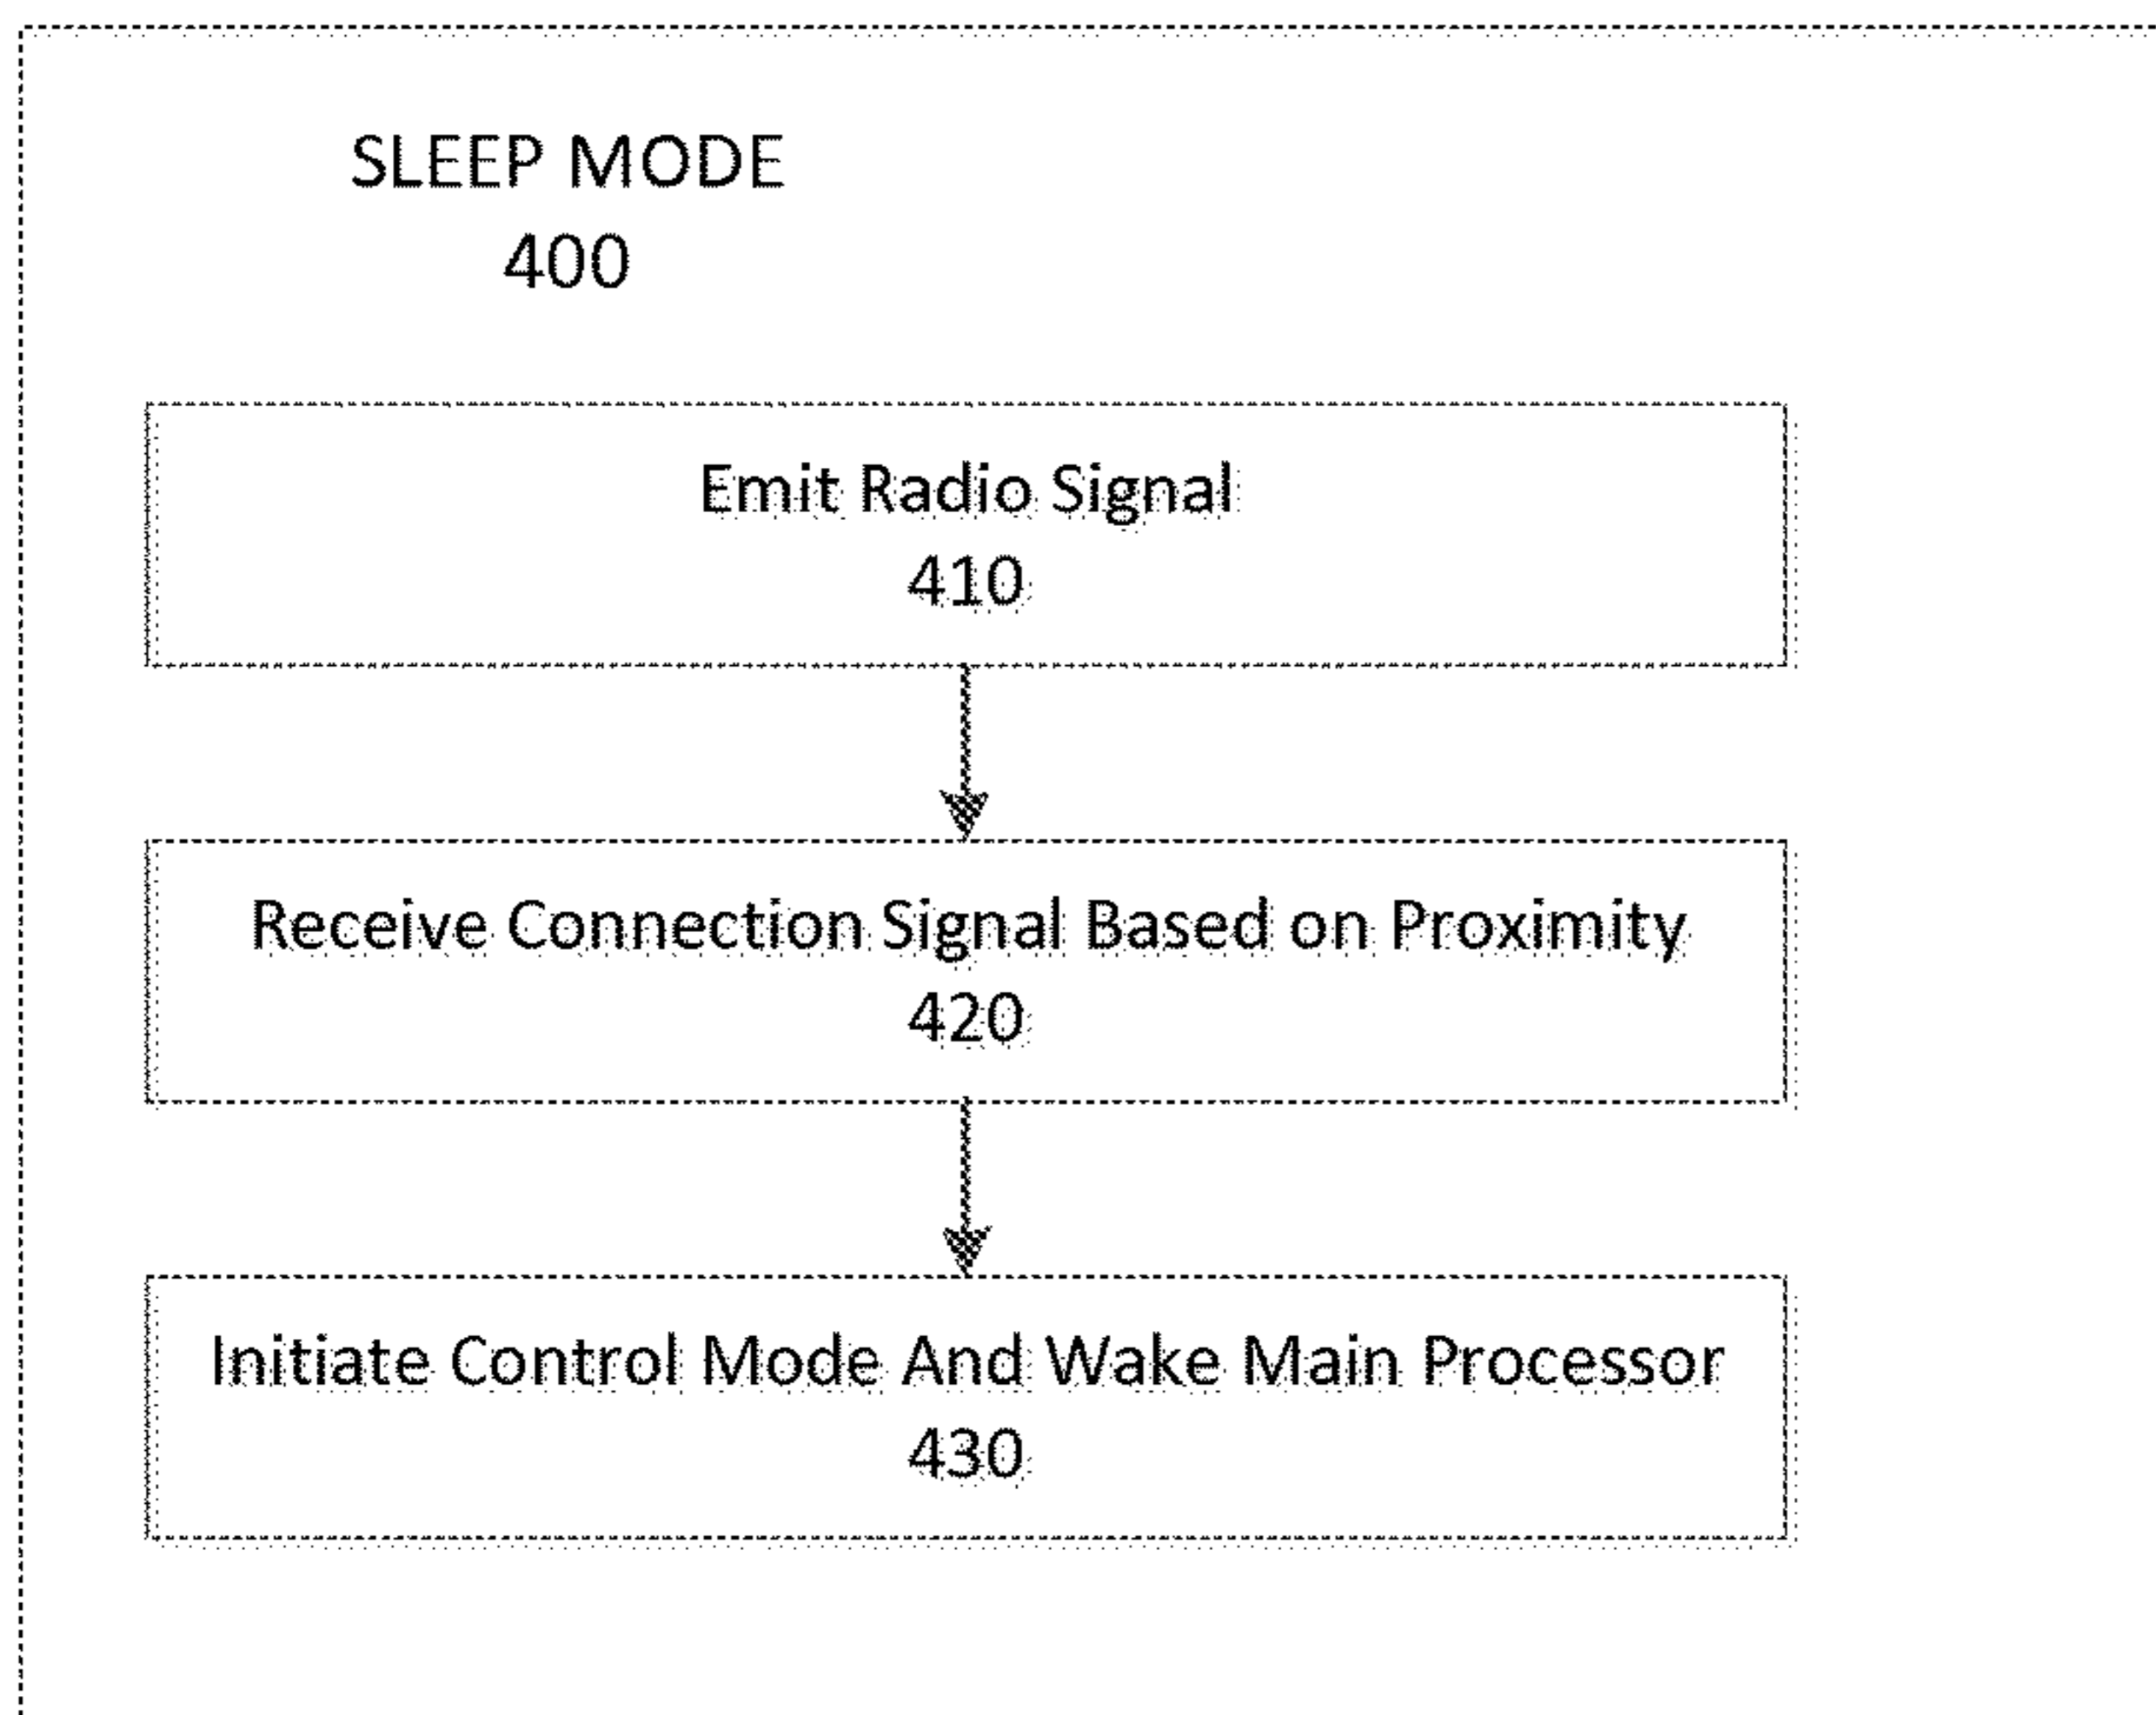 SLEEP MODE
400
Emit Radio Signal
410
Receive Connection Signal Based on Proximity
420
Initiate Control Mode And Wake Main Processor
430